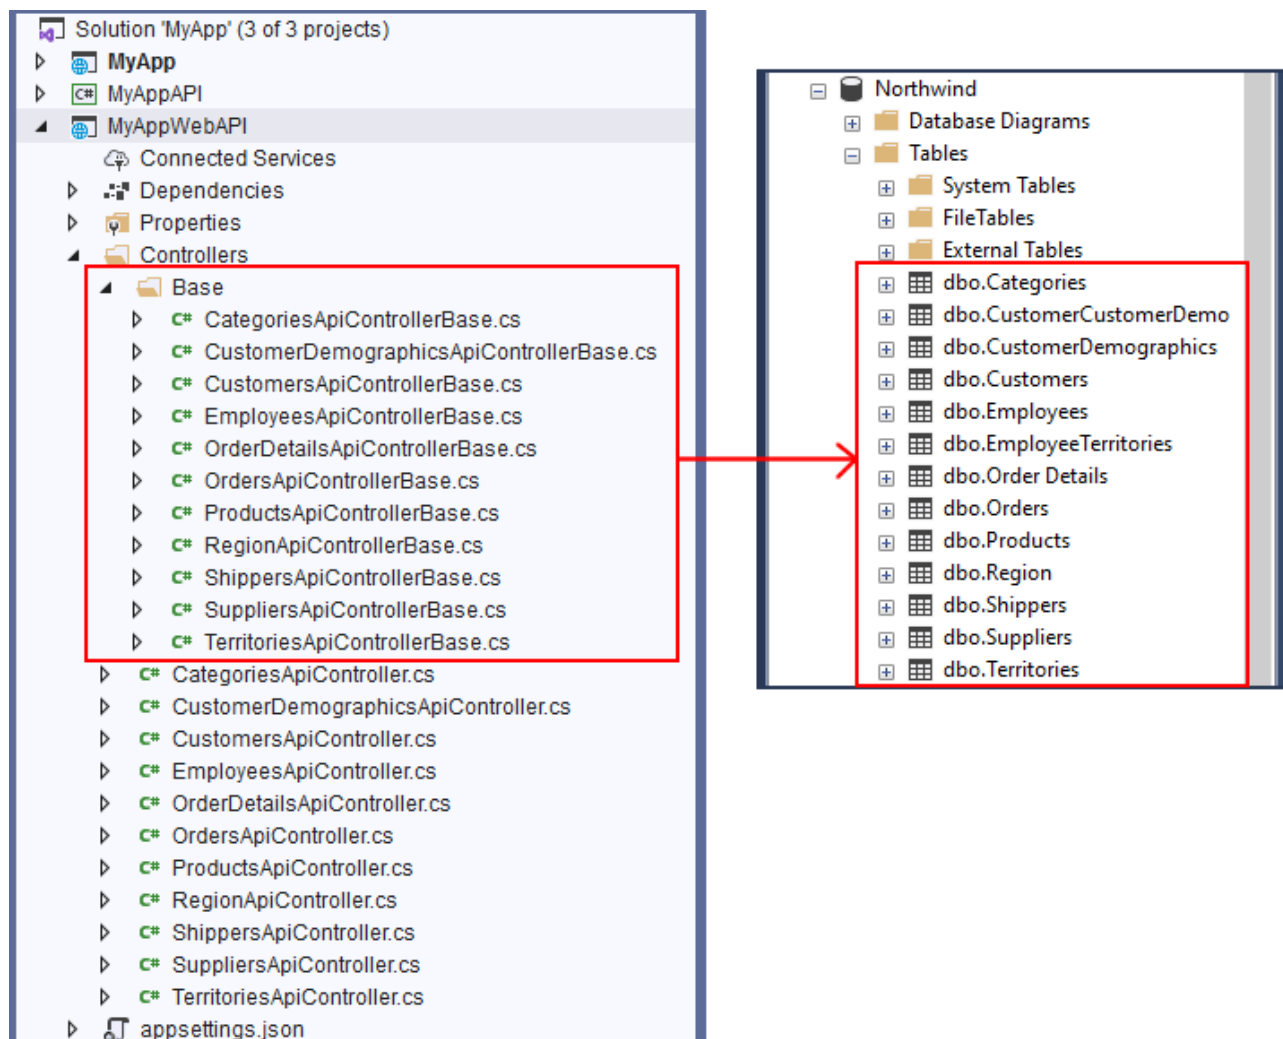 Solution 'MyApp' (3 of 3 projects)
MyApp
C# MyAppAPI
MyAppWebAPI
Connected Services
Dependencies
Properties
Controllers
Base
C# CategoriesApiControllerBase.cs
C# CustomerDemographicsApiControllerBase.cs
C# CustomersApiControllerBase.cs
C# EmployeesApiControllerBase.cs
C# OrderDetailsApiControllerBase.cs
C# OrdersApiControllerBase.cs
C# ProductsApiControllerBase.cs
C# RegionApiControllerBase.cs
C# ShippersApiControllerBase.cs
C# SuppliersApiControllerBase.cs
C# TerritoriesApiControllerBase.cs
C# CategoriesApiController.cs
C# CustomerDemographicsApiController.cs
C# CustomersApiController.cs
C# EmployeesApiController.cs
C# OrderDetailsApiController.cs
C# OrdersApiController.cs
C# ProductsApiController.cs
C# RegionApiController.cs
C# ShippersApiController.cs
C# SuppliersApiController.cs
C# TerritoriesApiController.cs
appsettings.json
Northwind
Database Diagrams
Tables
System Tables
FileTables
External Tables
dbo.Categories
dbo.CustomerCustomerDemo
dbo.CustomerDemographics
dbo.Customers
dbo.Employees
dbo.EmployeeTerritories
dbo.Order Details
dbo.Orders
dbo.Products
dbo.Region
dbo.Shippers
dbo.Suppliers
dbo.Territories